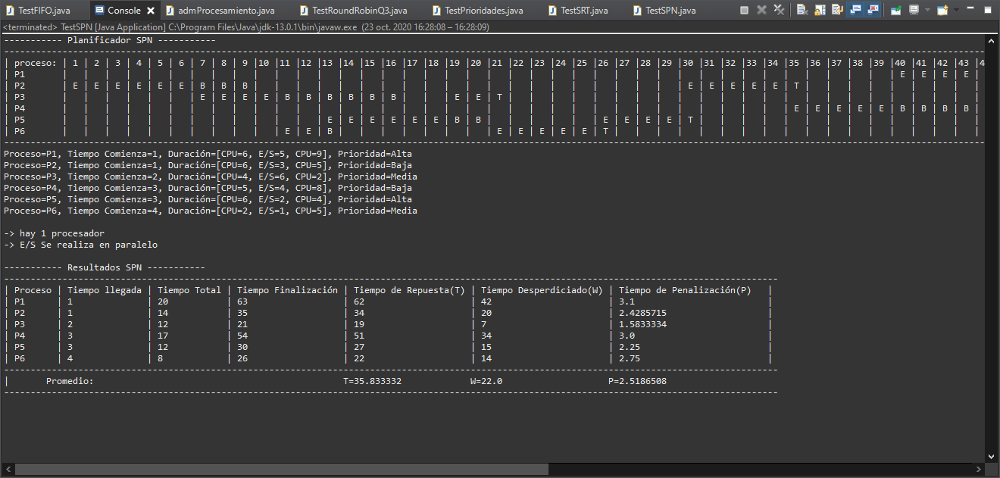 TestFIFO.java Console admProcesamiento.java TestRoundRobinQ3.java TestPrioridades.java TestSRT.java TestSPN.java
<terminated> TestSPN [Java Application] C:\Program Files\Java\jdk-13.0.1\bin\javaw.exe (23 oct. 2020 16:28:08 – 16:28:09)
----------- Planificador SPN -----------
| proceso: | 1 | 2 | 3 | 4 | 5 | 6 | 7 | 8 | 9 |10 |11 |12 |13 |14 |15 |16 |17 |18 |19 |20 |21 |22 |23 |24 |25 |26 |27 |28 |29 |30 |31 |32 |33 |34 |35 |36 |37 |38 |39 |40 |41 |42 |43 |4
| P1 | | | | | | | | | | | | | | | | | | | | | | | | | | | | | | | | | | | | | | | | E | E | E | E |
| P2 | E | E | E | E | E | E | B | B | B | | | | | | | | | | | | | | | | | | | | | E | E | E | E | E | T | | | | | | | | |
| P3 | | | | | | | E | E | E | E | B | B | B | B | B | B | | | E | E | T | | | | | | | | | | | | | | | | | | | | | | |
| P4 | | | | | | | | | | | | | | | | | | | | | | | | | | | | | | | | | | | E | E | E | E | E | B | B | B | B |
| P5 | | | | | | | | | | | | | E | E | E | E | E | E | B | B | | | | | | E | E | E | E | T | | | | | | | | | | | | | |
| P6 | | | | | | | | | | | E | E | B | | | | | | | | E | E | E | E | E | T | | | | | | | | | | | | | | | | | |
Proceso=P1, Tiempo Comienza=1, Duración=[CPU=6, E/S=5, CPU=9], Prioridad=Alta
Proceso=P2, Tiempo Comienza=1, Duración=[CPU=6, E/S=3, CPU=5], Prioridad=Baja
Proceso=P3, Tiempo Comienza=2, Duración=[CPU=4, E/S=6, CPU=2], Prioridad=Media
Proceso=P4, Tiempo Comienza=3, Duración=[CPU=5, E/S=4, CPU=8], Prioridad=Baja
Proceso=P5, Tiempo Comienza=3, Duración=[CPU=6, E/S=2, CPU=4], Prioridad=Alta
Proceso=P6, Tiempo Comienza=4, Duración=[CPU=2, E/S=1, CPU=5], Prioridad=Media
-> hay 1 procesador
-> E/S Se realiza en paralelo
----------- Resultados SPN -----------
| Proceso | Tiempo llegada | Tiempo Total | Tiempo Finalización | Tiempo de Repuesta(T) | Tiempo Desperdiciado(W) | Tiempo de Penalización(P) |
| P1 | 1 | 20 | 63 | 62 | 42 | 3.1 |
| P2 | 1 | 14 | 35 | 34 | 20 | 2.4285715 |
| P3 | 2 | 12 | 21 | 19 | 7 | 1.5833334 |
| P4 | 3 | 17 | 54 | 51 | 34 | 3.0 |
| P5 | 3 | 12 | 30 | 27 | 15 | 2.25 |
| P6 | 4 | 8 | 26 | 22 | 14 | 2.75 |
| Promedio: T=35.833332 W=22.0 P=2.5186508